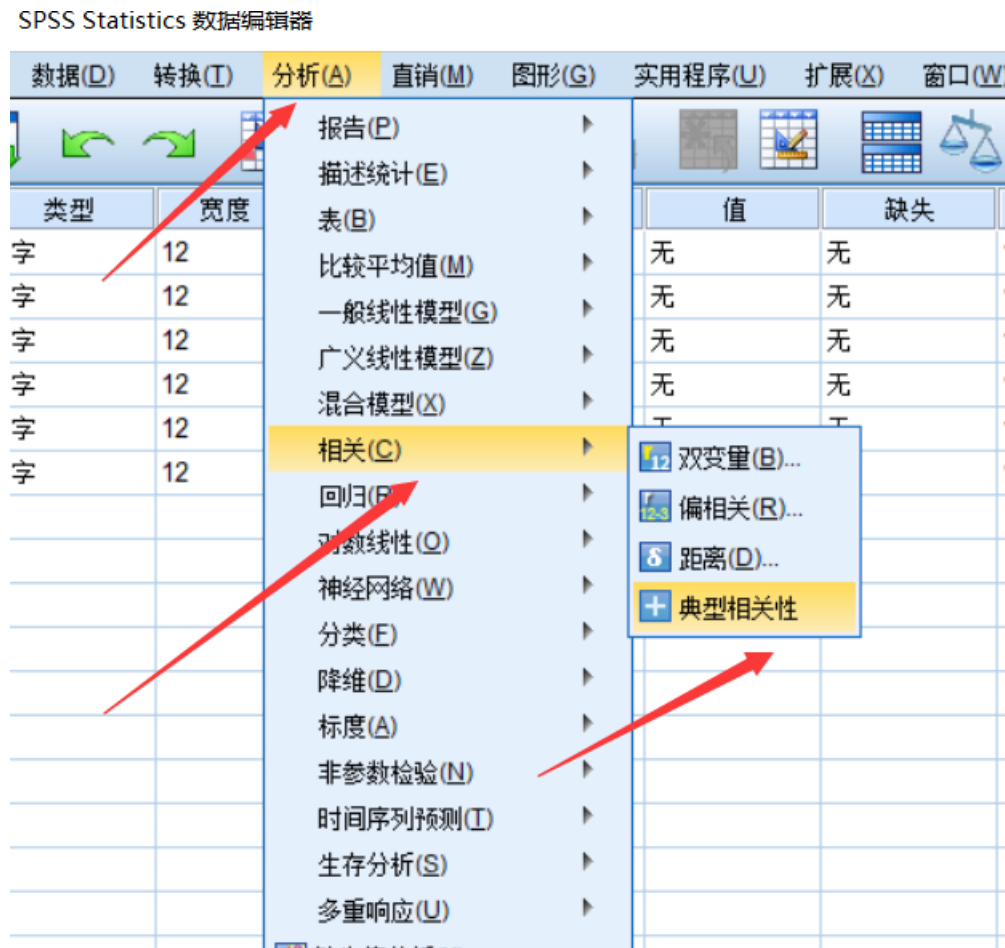 SPSS Statistics 数据编辑器
数据(D) 转换(T) 分析(A) 直销(M) 图形(G) 实用程序(U) 扩展(X) 窗口(W
类型 宽度 值 缺失
字 12 无 无
字 12 无 无
字 12 无 无
字 12 无 无
字 12
字 12
报告(P)
描述统计(E)
表(B)
比较平均值(M)
一般线性模型(G)
广义线性模型(Z)
混合模型(X)
相关(C)
回归(R)
对数线性(O)
神经网络(W)
分类(F)
降维(D)
标度(A)
非参数检验(N)
时间序列预测(T)
生存分析(S)
多重响应(U)
双变量(B)...
偏相关(R)...
距离(D)...
典型相关性